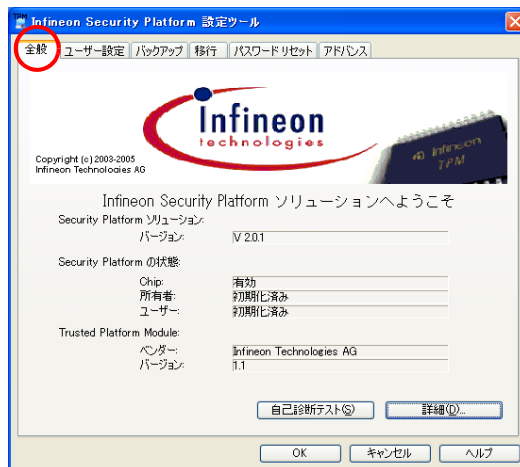 Infineon Security Platform 設定ツール
全般 ユーザー設定 バックアップ 移行 パスワード リセット アドバンス
Infineon
technologies
Copyright (c) 2003-2005
Infineon Technologies AG
infineon
TPM
Infineon Security Platform ソリューションへようこそ
Security Platform ソリューション:
バージョン: V 2.0.1
Security Platform の状態:
Chip: 有効
所有者: 初期化済み
ユーザー: 初期化済み
Trusted Platform Module:
ベンダー: Infineon Technologies AG
バージョン: 1.1
自己診断テスト(S) 詳細(D)...
OK キャンセル ヘルプ